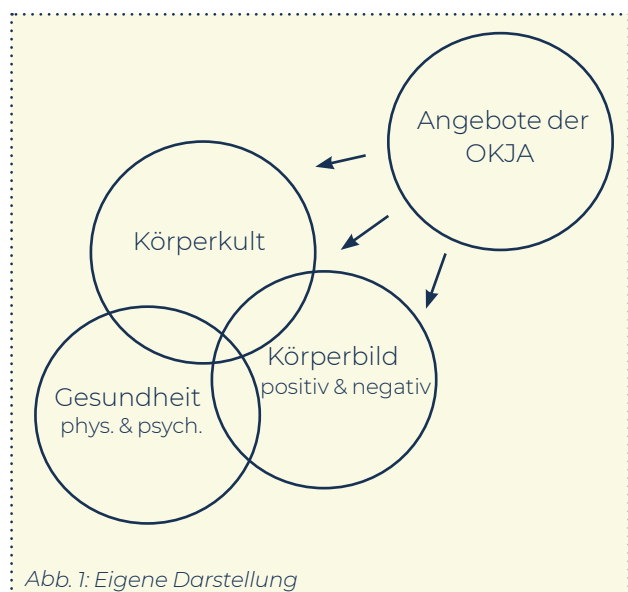 Angebote der
OKJA
Körperkult
Körperbild
positiv & negativ
Gesundheit
phys. & psych.
Abb. 1: Eigene Darstellung